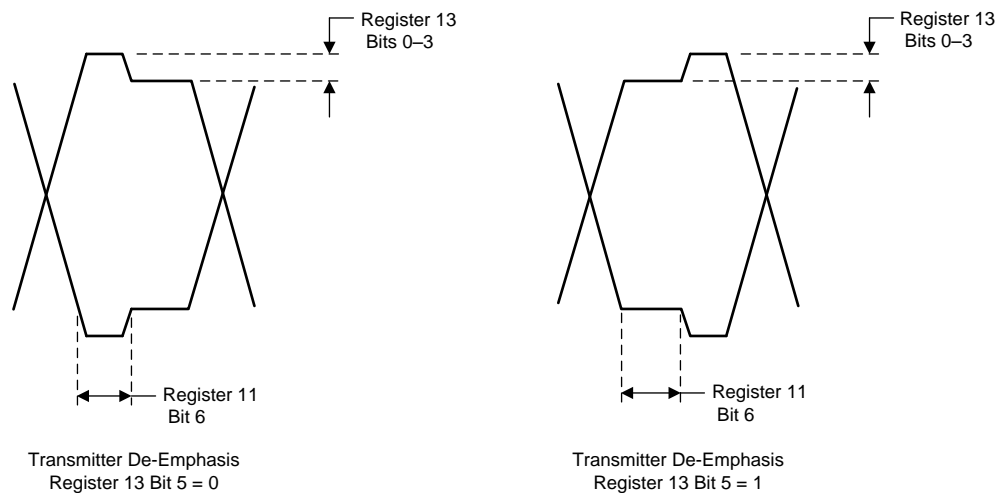 Register 13
Bits 0–3
Register 11
Bit 6
Transmitter De-Emphasis
Register 13 Bit 5 = 0
Register 13
Bits 0–3
Register 11
Bit 6
Transmitter De-Emphasis
Register 13 Bit 5 = 1